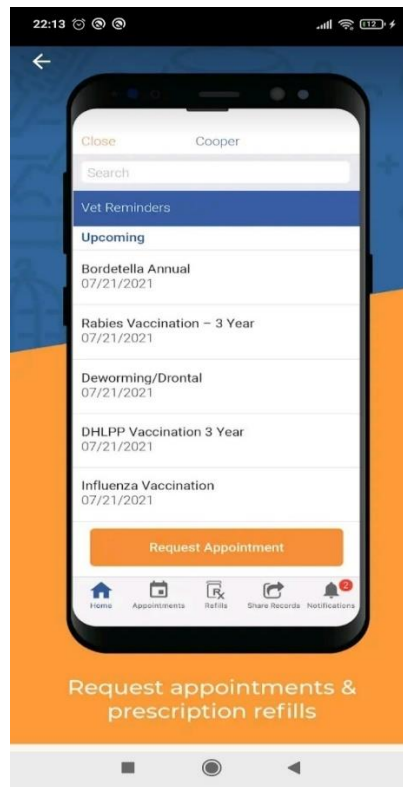 22:13
112
Close Cooper
Search
Vet Reminders
Upcoming
Bordetella Annual
07/21/2021
Rabies Vaccination – 3 Year
07/21/2021
Deworming/Drontal
07/21/2021
DHLPP Vaccination 3 Year
07/21/2021
Influenza Vaccination
07/21/2021
Request Appointment
Rx 2
Home Appointments Refills Share Records Notifications
Request appointments &
prescription refills